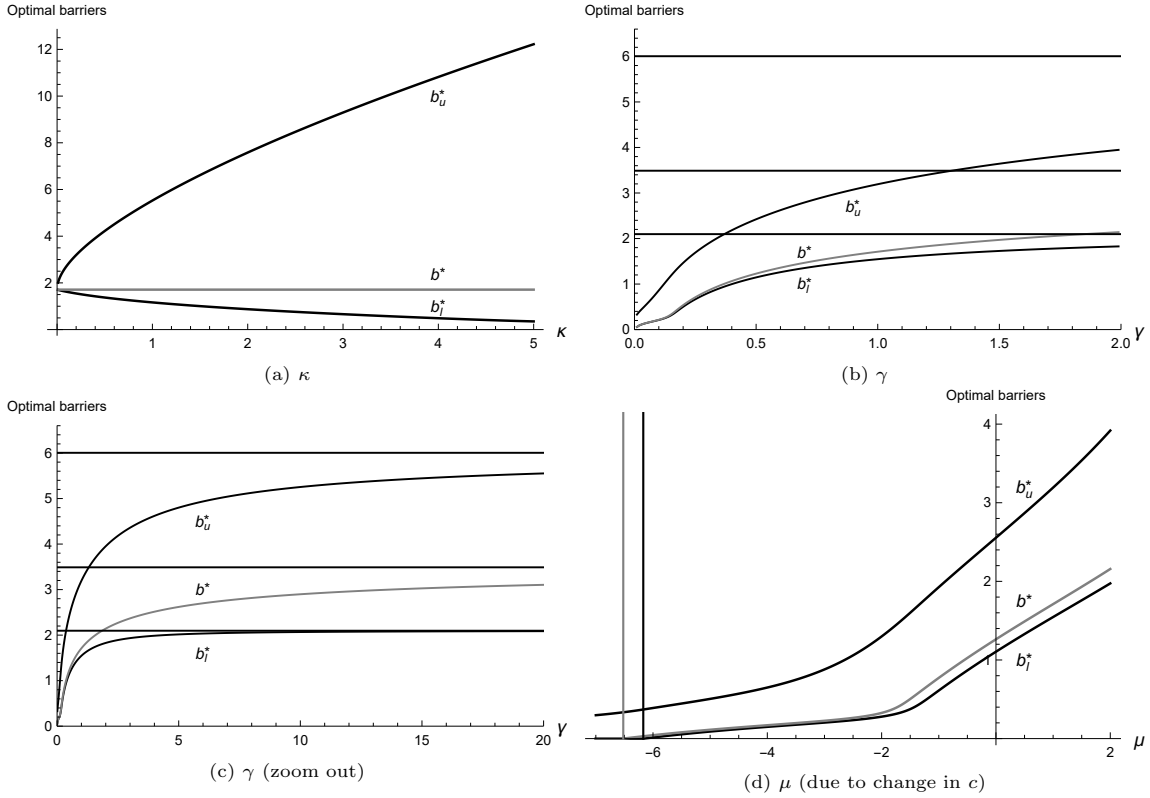 Optimal barriers
12
10
8
6
4
2
1
2
3
4
5
κ
b*u
b*
b*l
(a) κ
Optimal barriers
6
5
4
3
2
1
0
0.0
0.5
1.0
1.5
2.0
γ
b*u
b*
b*l
(b) γ
Optimal barriers
6
5
4
3
2
1
0
0
5
10
15
20
γ
b*u
b*
b*l
(c) γ (zoom out)
Optimal barriers
4
3
2
1
-6
-4
-2
0
2
μ
b*u
b*
b*l
(d) μ (due to change in c)